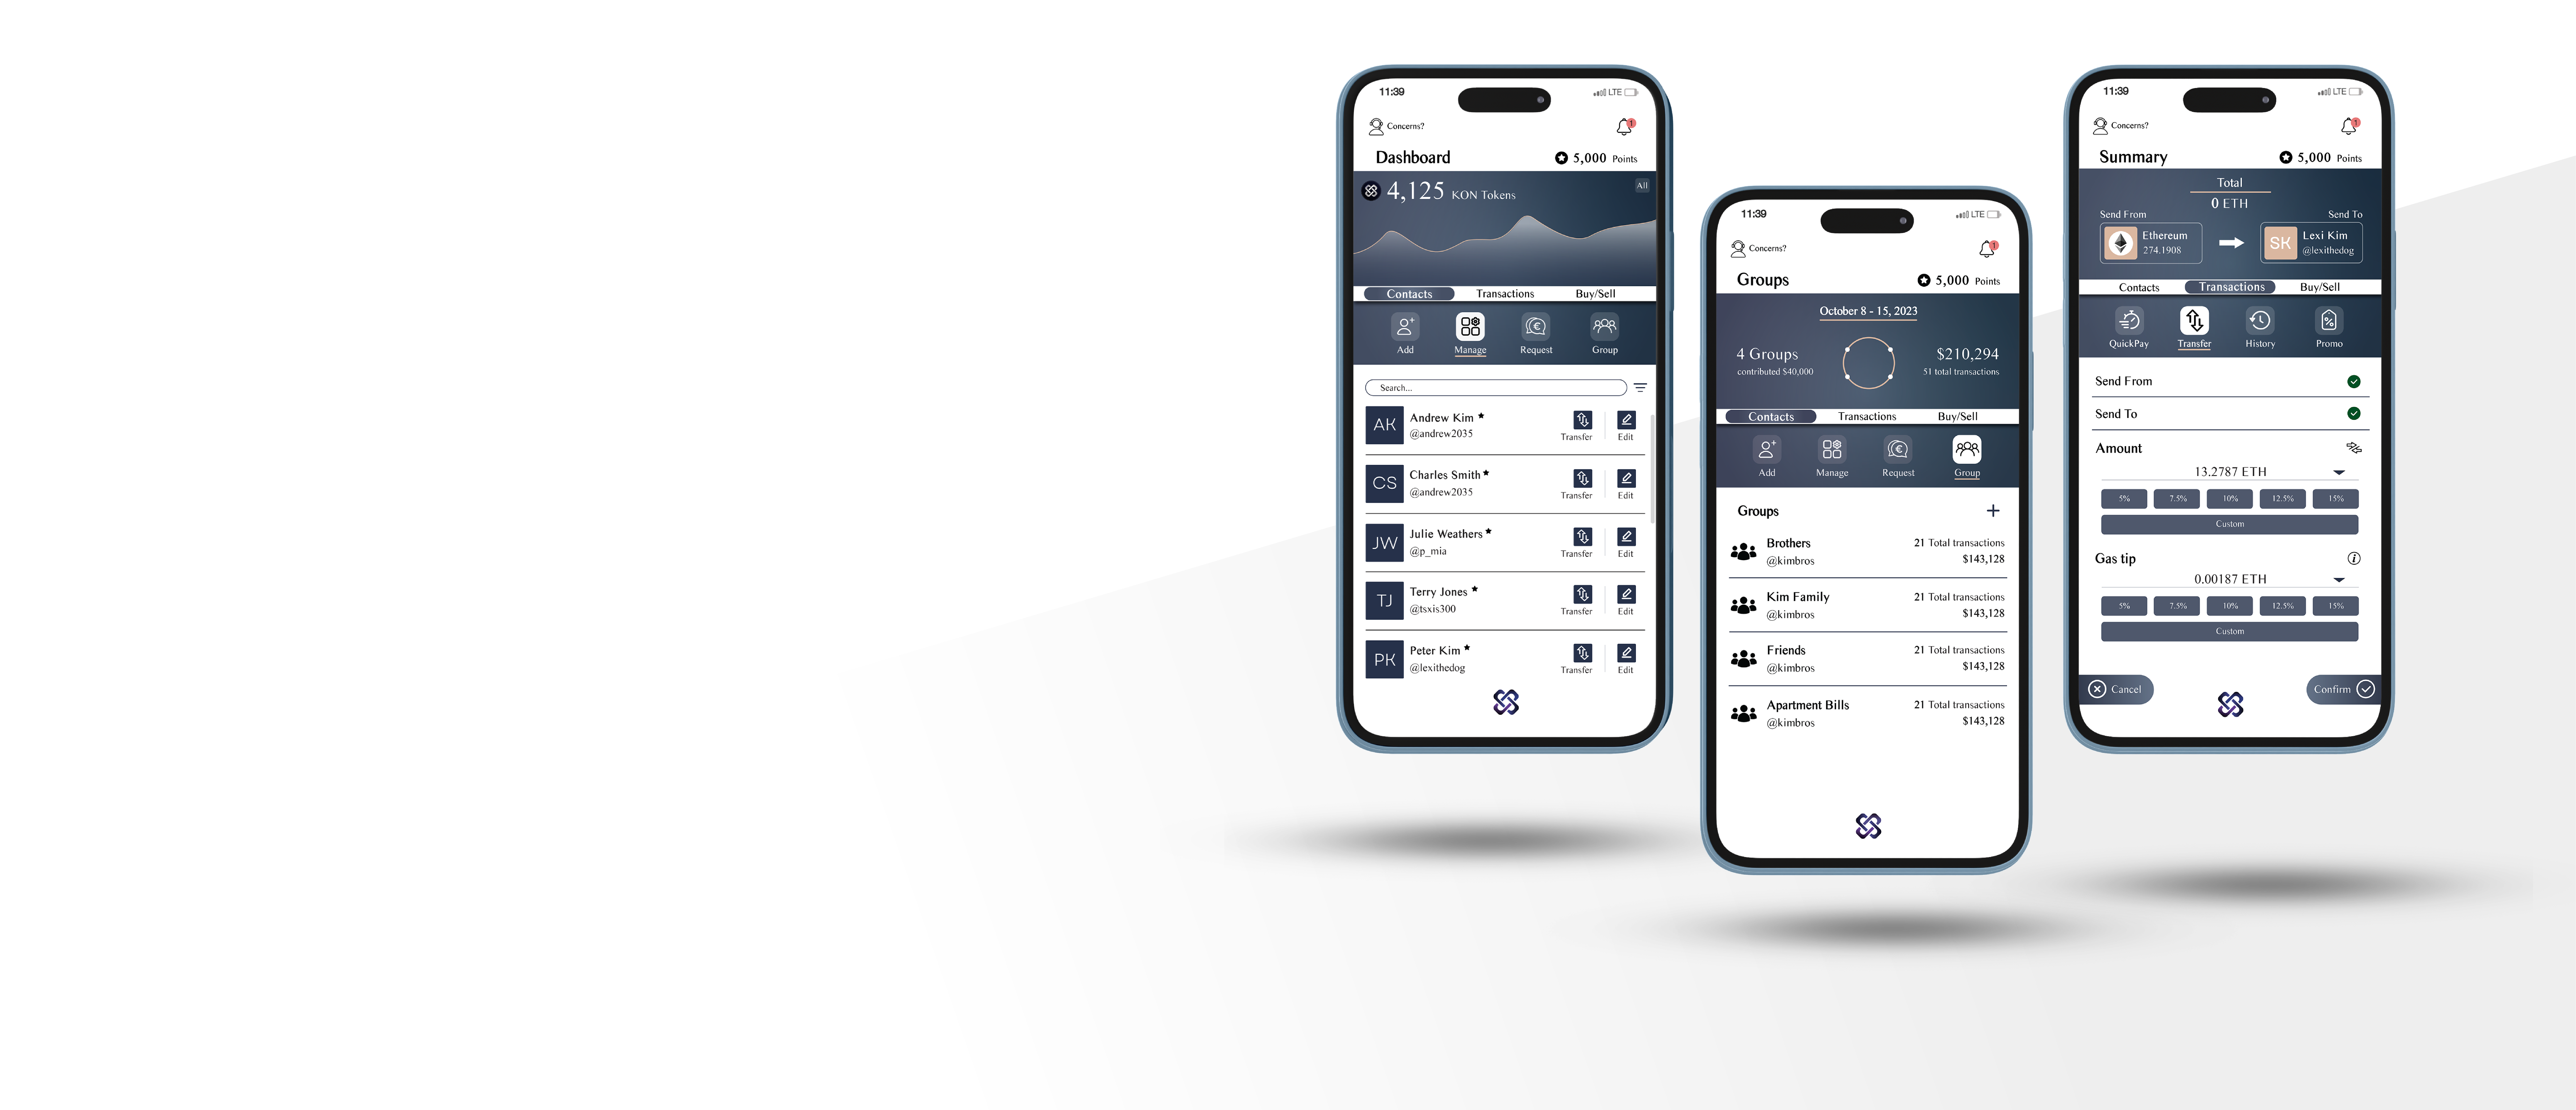 11:39
LTE
Concerns?
1
Dashboard
5,000 Points
4,125 KON Tokens
All
Contacts Transactions Buy/Sell
Add Manage Request Group
Search...
AK Andrew Kim
@andrew2035
Transfer Edit
CS Charles Smith
@andrew2035
Transfer Edit
JW Julie Weathers
@p_mia
Transfer Edit
TJ Terry Jones
@tsxis300
Transfer Edit
PK Peter Kim
@lexithedog
Transfer Edit
11:39
LTE
Concerns?
1
Groups
5,000 Points
October 8 - 15, 2023
4 Groups
contributed $40,000
$210,294
51 total transactions
Contacts Transactions Buy/Sell
Add Manage Request Group
Groups
Brothers 21 Total transactions
@kimbros $143,128
Kim Family 21 Total transactions
@kimbros $143,128
Friends 21 Total transactions
@kimbros $143,128
Apartment Bills 21 Total transactions
@kimbros $143,128
11:39
LTE
Concerns?
1
Summary
5,000 Points
Total
0 ETH
Send From Send To
Ethereum
274.1908
SK Lexi Kim
@lexithedog
Contacts Transactions Buy/Sell
QuickPay Transfer History Promo
Send From
Send To
Amount
13.2787 ETH
5% 7.5% 10% 12.5% 15%
Custom
Gas tip
0.00187 ETH
5% 7.5% 10% 12.5% 15%
Custom
Cancel Confirm